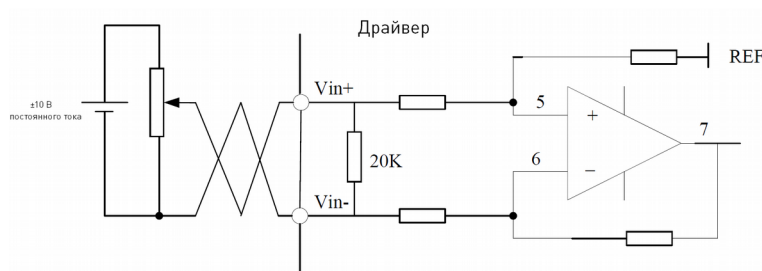 Драйвер
REF
Vin+
5
±10 В
постоянного тока
+
7
20K
6
−
Vin-